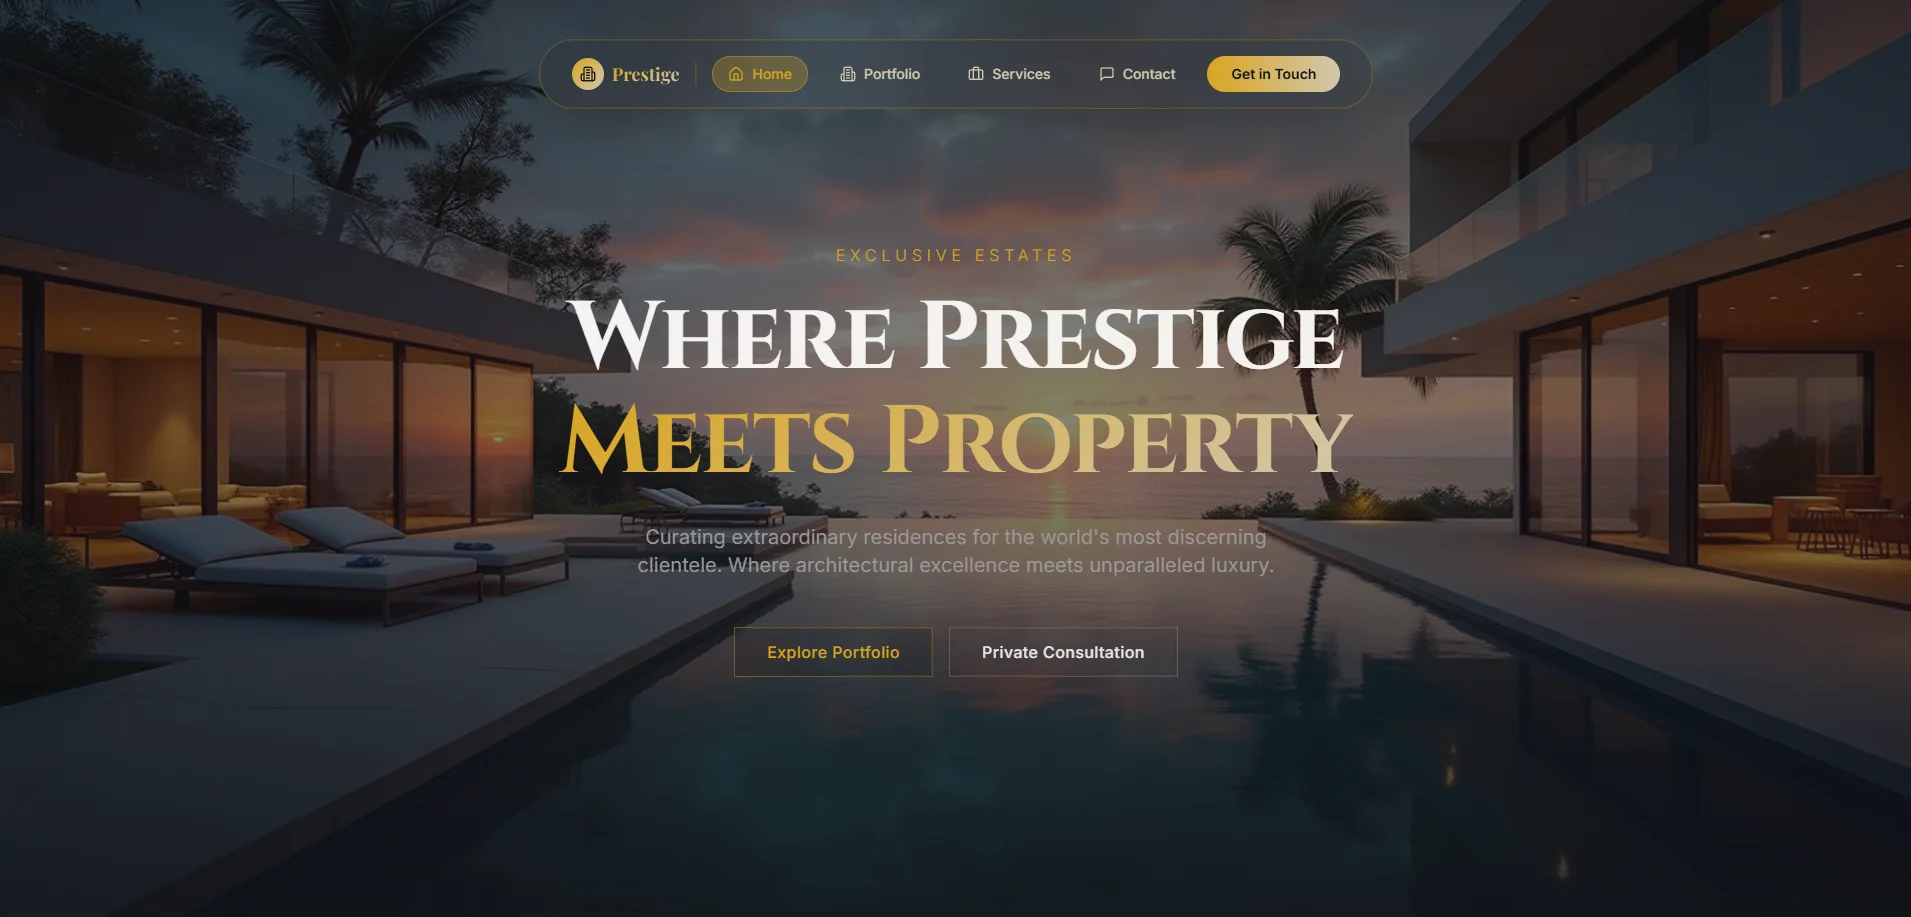 Prestige
Home
Portfolio
Services
Contact
Get in Touch
EXCLUSIVE ESTATES
WHERE PRESTIGE
MEETS PROPERTY
Curating extraordinary residences for the world's most discerning
clientele. Where architectural excellence meets unparalleled luxury.
Explore Portfolio
Private Consultation